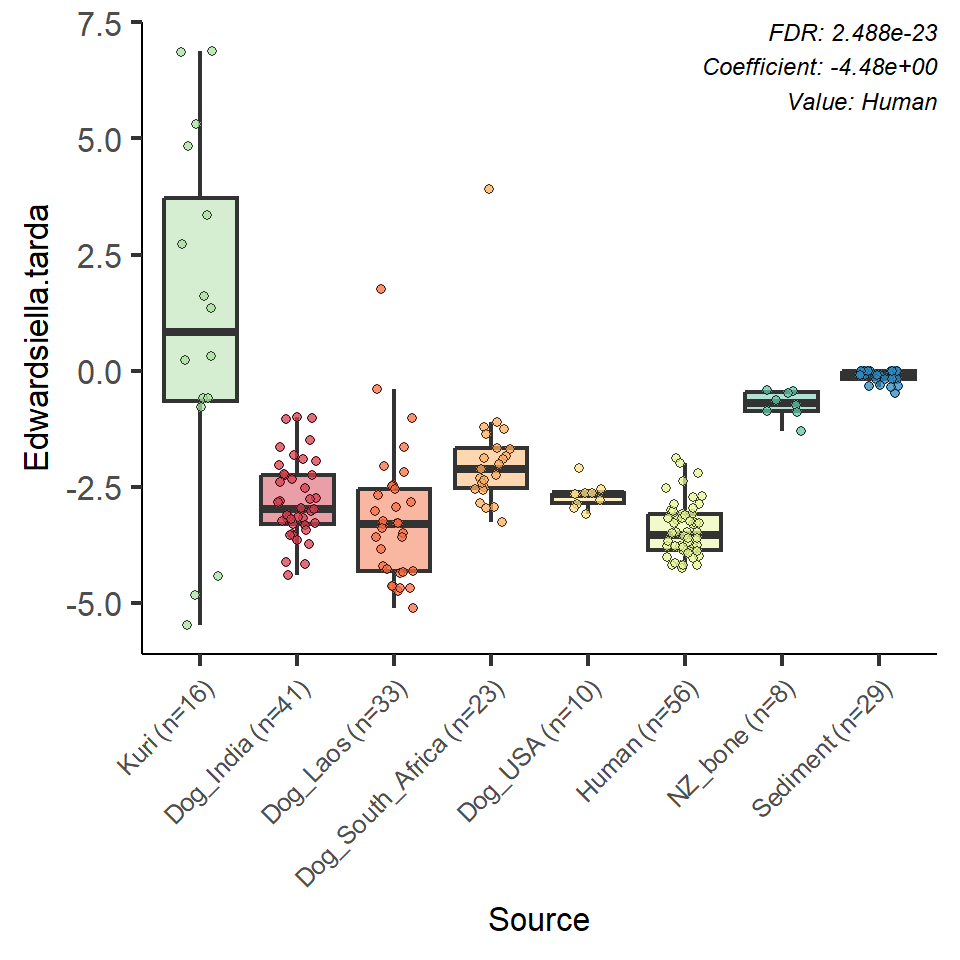 FDR: 2.488e-23
Coefficient: -4.48e+00
Value: Human
Edwardsiella.tarda
7.5
5.0
2.5
0.0
-2.5
-5.0
Kuri (n=16)
Dog_India (n=41)
Dog_Laos (n=33)
Dog_South_Africa (n=23)
Dog_USA (n=10)
Human (n=56)
NZ_bone (n=8)
Sediment (n=29)
Source